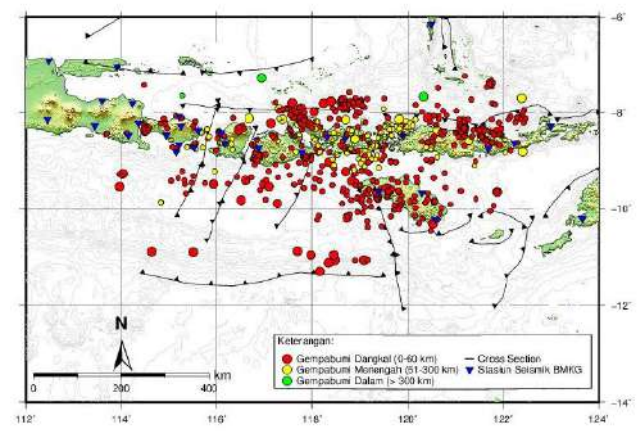 -6°
-8°
-10°
-12°
-14°
N
0 200 400 km
Keterangan:
Gempabumi Dangkal (0-60 km)
Gempabumi Menengah (61-300 km)
Gempabumi Dalam (> 300 km)
Cross Section
Stasiun Seismik BMKG
112° 114° 116° 118° 120° 122° 124°